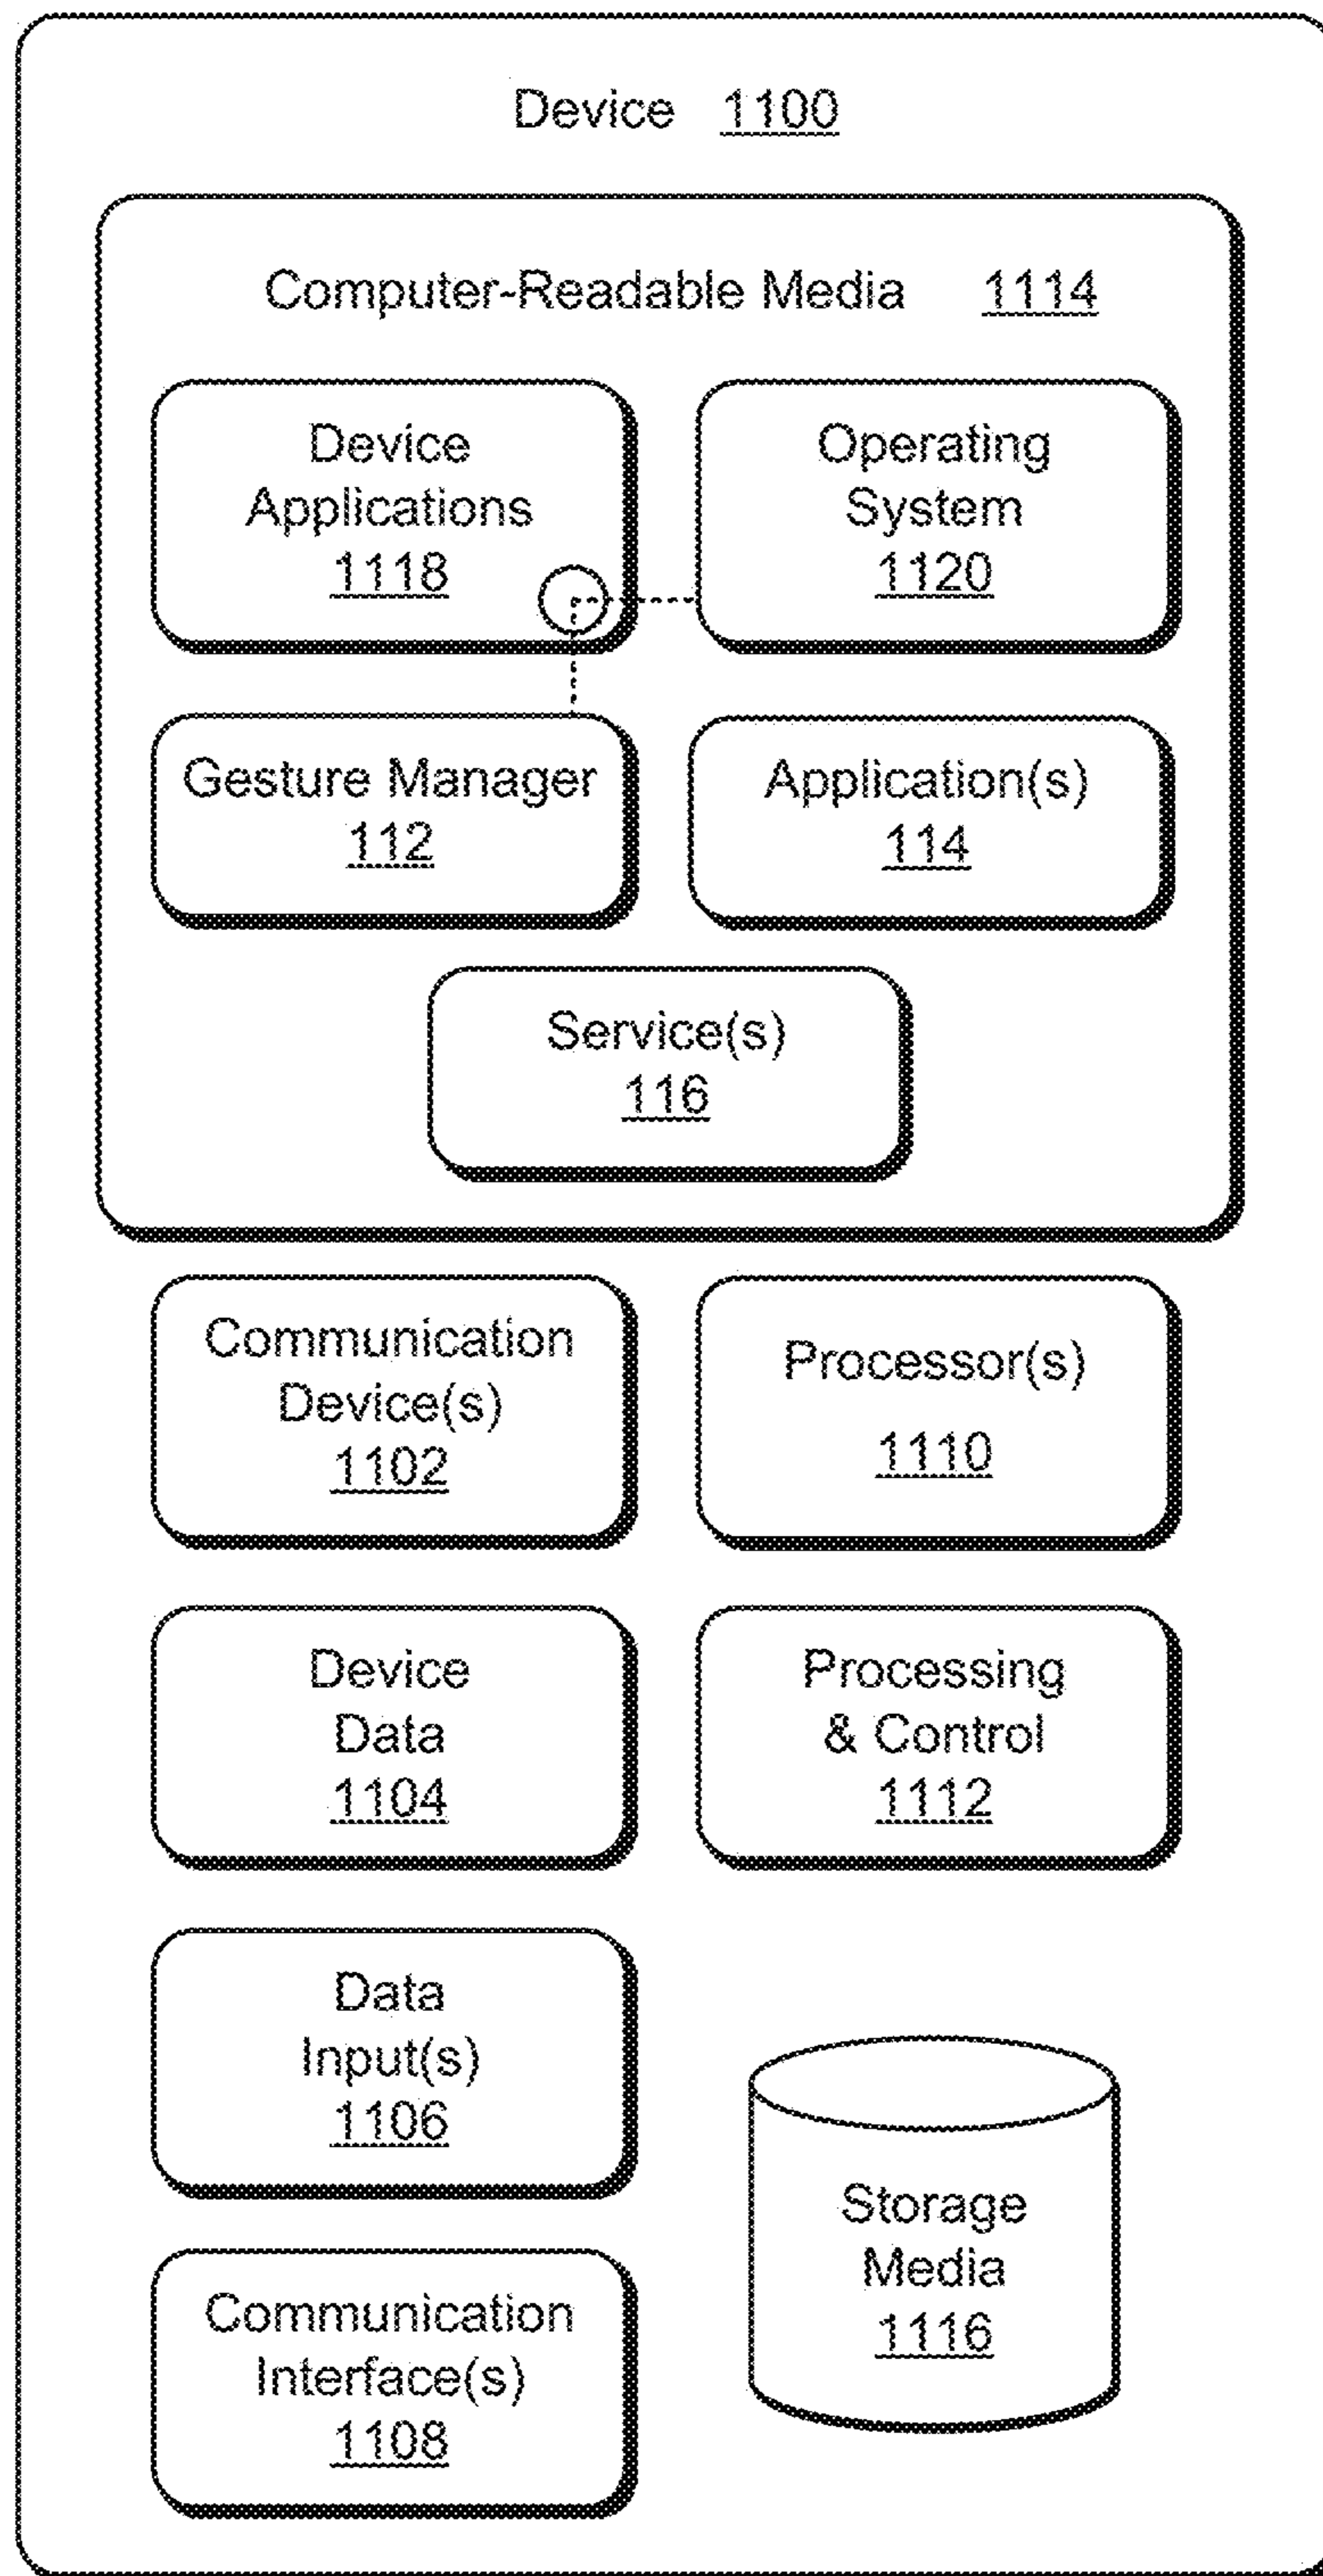 Device 1100
Computer-Readable Media 1114
Device
Applications
1118
Operating
System
1120
Gesture Manager
112
Application(s)
114
Service(s)
116
Communication
Device(s)
1102
Processor(s)
1110
Device
Data
1104
Processing
& Control
1112
Data
Input(s)
1106
Storage
Media
1116
Communication
Interface(s)
1108